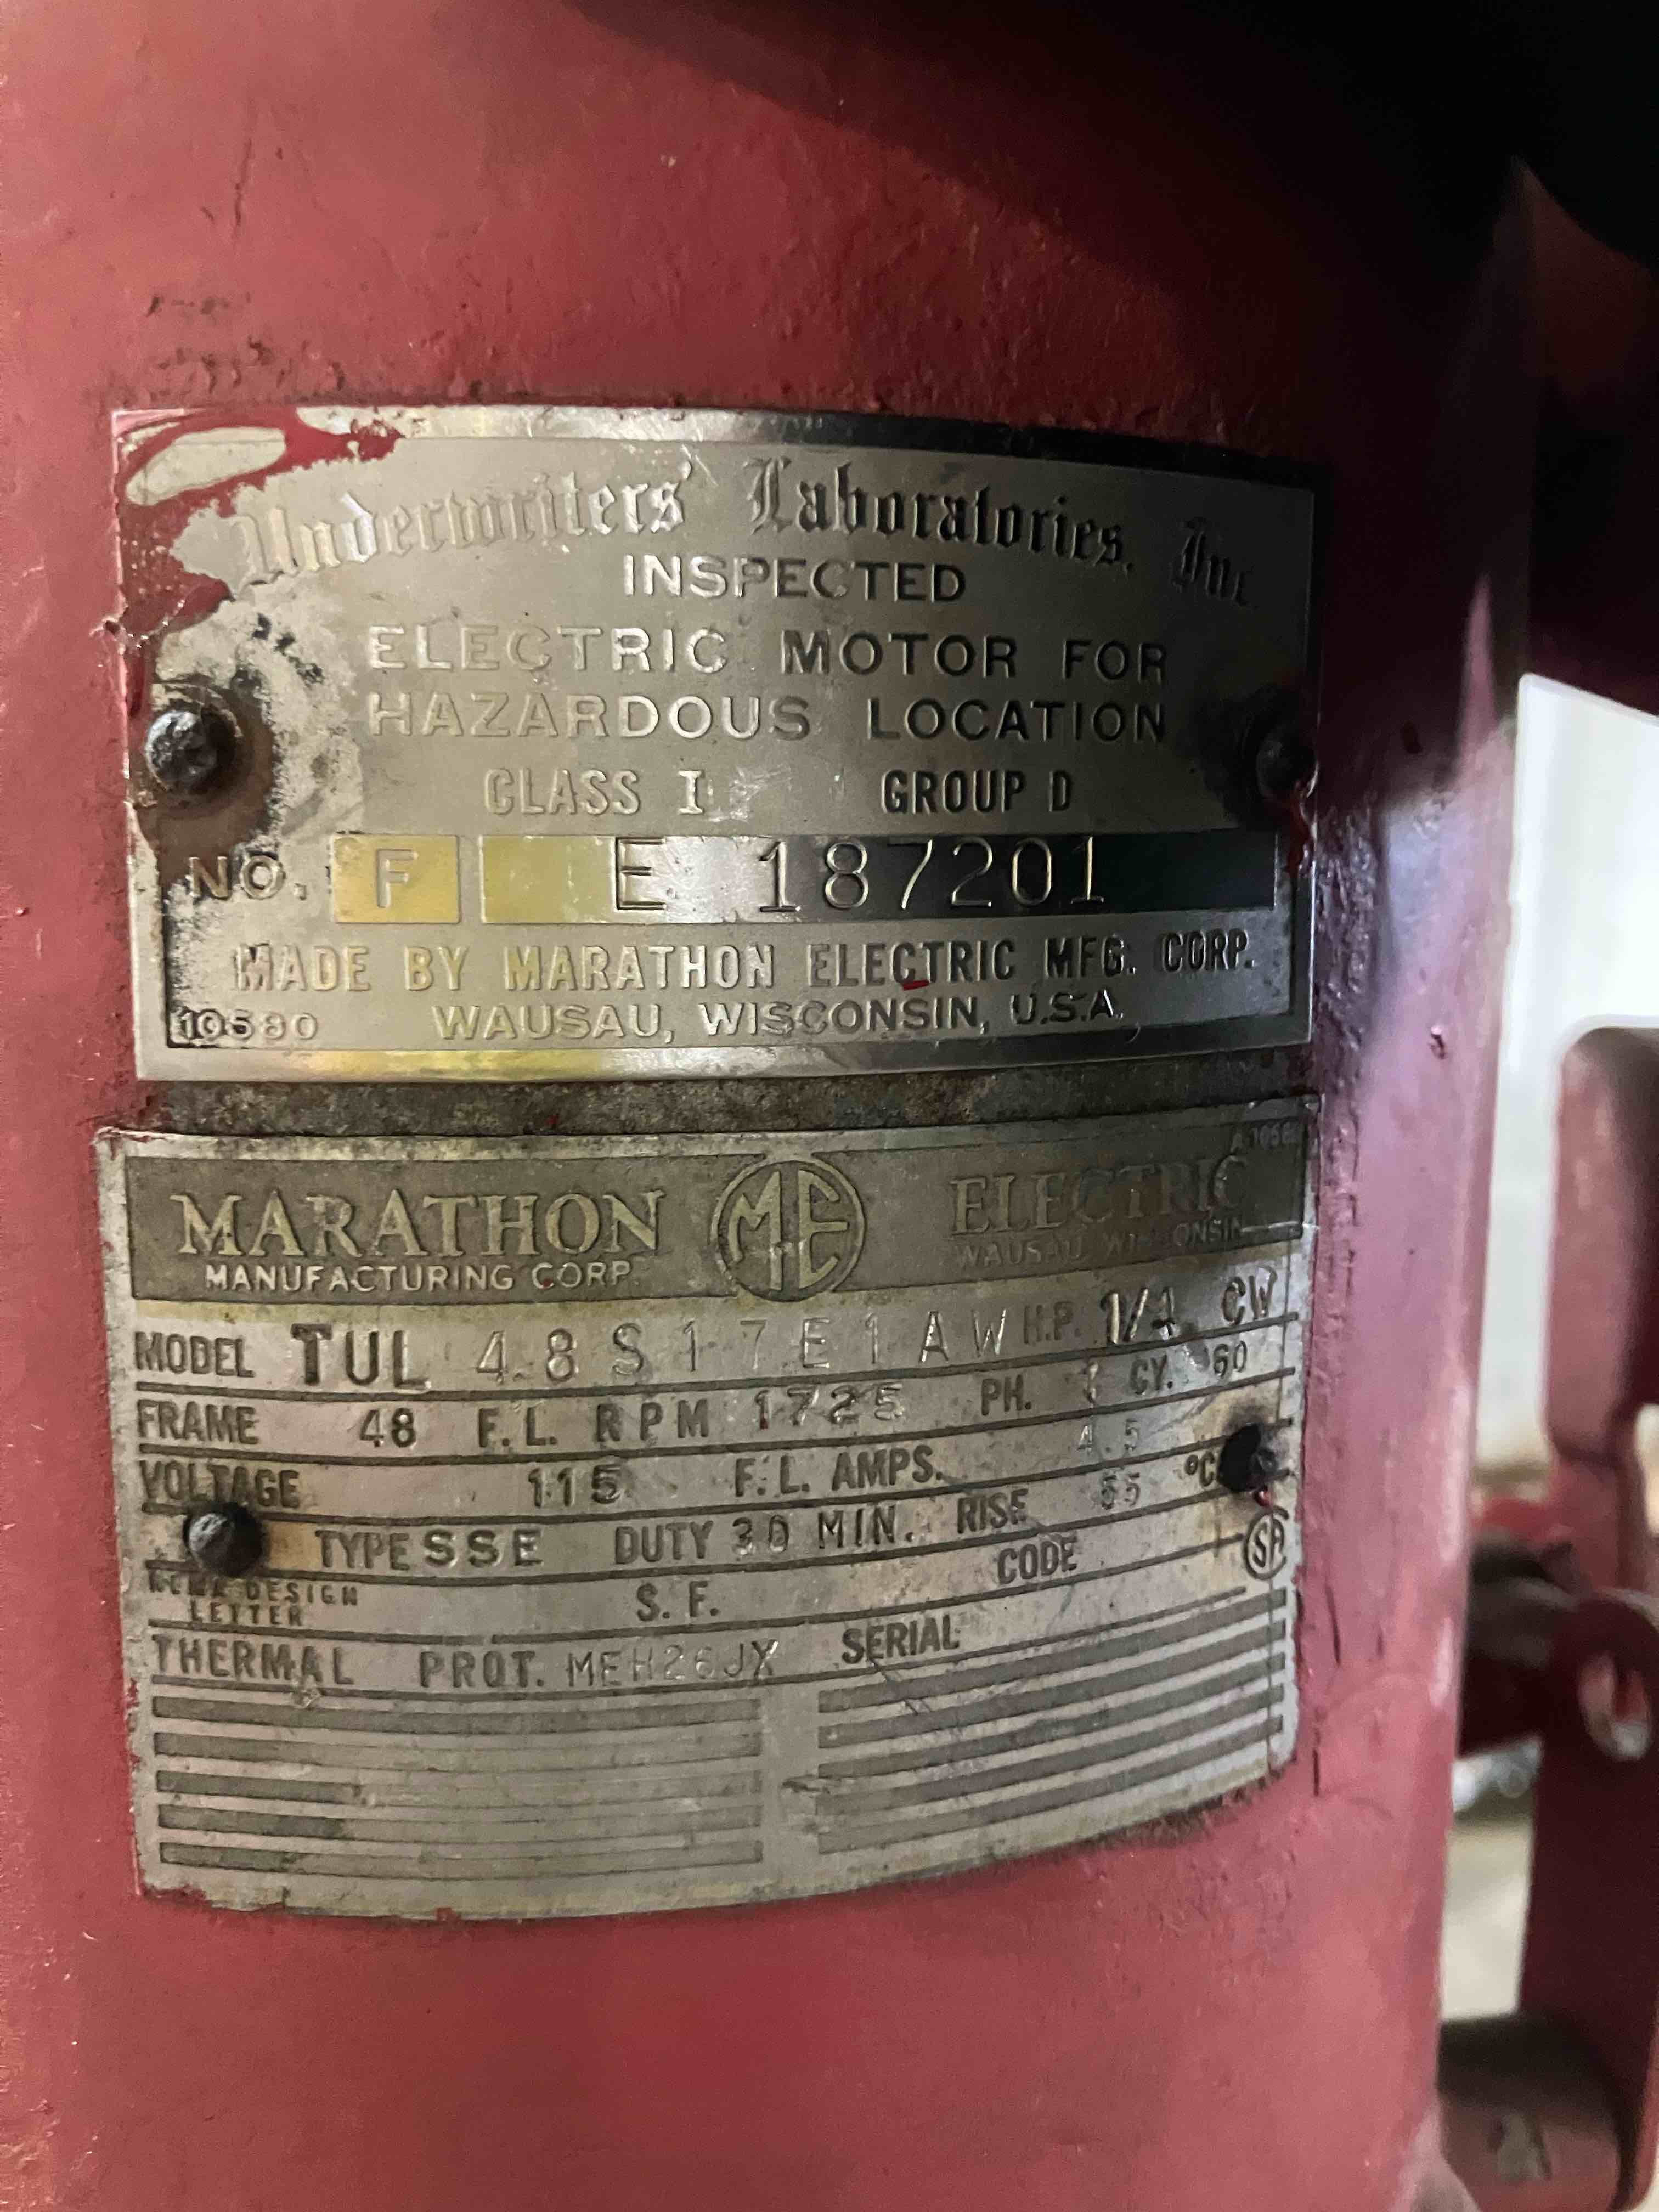 Underwriters' Laboratories, Inc
INSPECTED
ELECTRIC MOTOR FOR
HAZARDOUS LOCATION
CLASS I GROUP D
NO. F E 187201
MADE BY MARATHON ELECTRIC MFG. CORP.
10580 WAUSAU, WISCONSIN, U.S.A.
MARATHON ME ELECTRIC
MANUFACTURING CORP. WAUSAU WISCONSIN
MODEL TUL 48S17E1AW H.P. 1/4 CW
FRAME 48 F.L. RPM 1725 PH. 1 CY. 60
VOLTAGE 115 F.L. AMPS. 4.5
TYPE SSE DUTY 30 MIN. RISE 55 °C
NEMA DESIGN LETTER S.F. CODE SA
THERMAL PROT. MEH26JX SERIAL